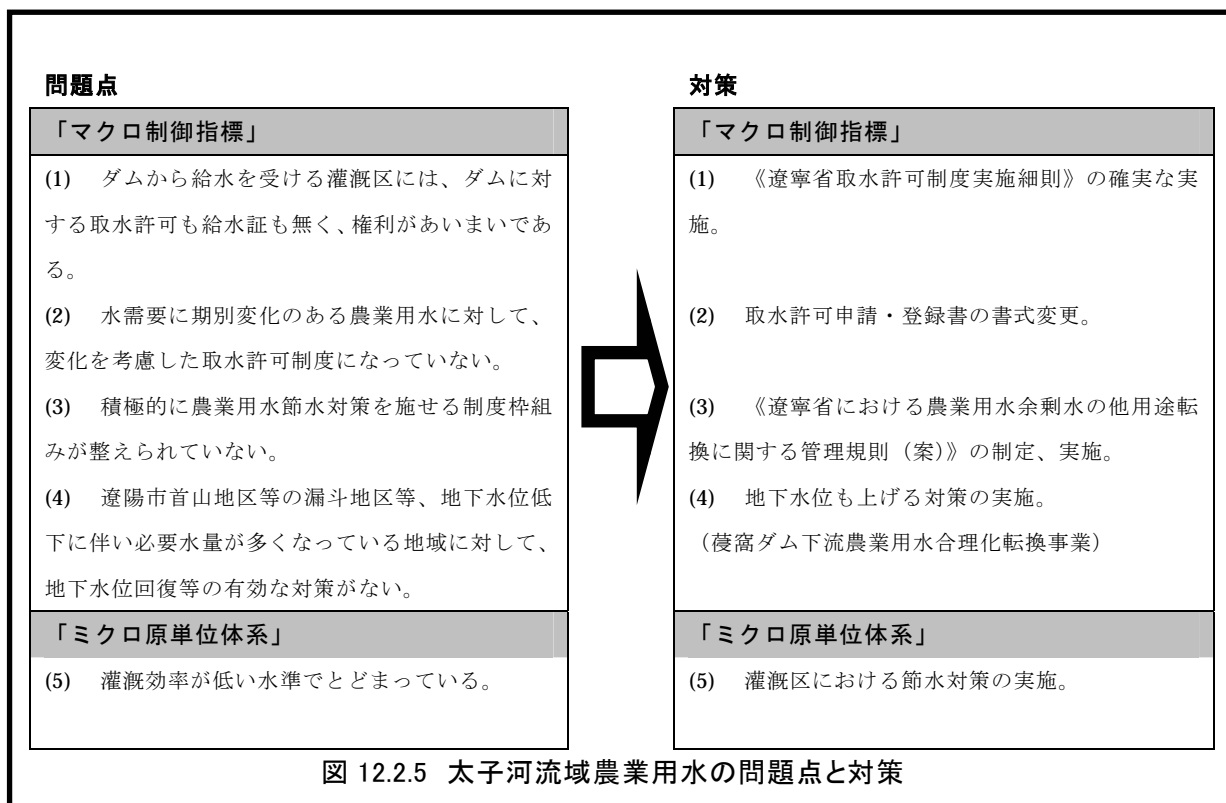 問題点
「マクロ制御指標」
(1) ダムから給水を受ける灌漑区には、ダムに対
する取水許可も給水証も無く、権利があいまいであ
る。
(2) 水需要に期別変化のある農業用水に対して、
変化を考慮した取水許可制度になっていない。
(3) 積極的に農業用水節水対策を施せる制度枠組
みが整えられていない。
(4) 遼陽市首山地区等の漏斗地区等、地下水位低
下に伴い必要水量が多くなっている地域に対して、
地下水位回復等の有効な対策がない。
「ミクロ原単位体系」
(5) 灌漑効率が低い水準でとどまっている。
対策
「マクロ制御指標」
(1) 《遼寧省取水許可制度実施細則》の確実な実
施。
(2) 取水許可申請・登録書の書式変更。
(3) 《遼寧省における農業用水余剰水の他用途転
換に関する管理規則（案）》の制定、実施。
(4) 地下水位も上げる対策の実施。
（葠窩ダム下流農業用水合理化転換事業）
「ミクロ原単位体系」
(5) 灌漑区における節水対策の実施。
図 12.2.5 太子河流域農業用水の問題点と対策